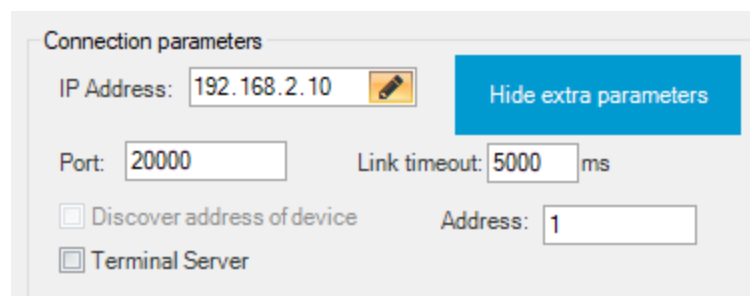 Connection parameters
IP Address: 192.168.2.10 Hide extra parameters
Port: 20000 Link timeout: 5000 ms
Discover address of device Address: 1
Terminal Server